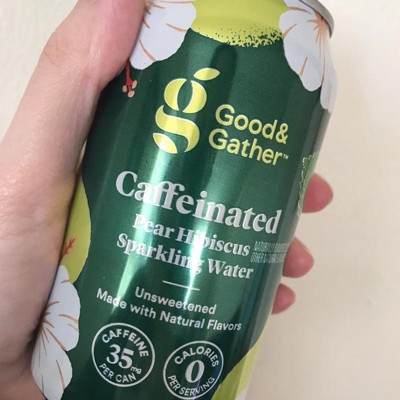 Good&
Gather™
Caffeinated
Pear Hibiscus
Sparkling Water
Unsweetened
Made with Natural Flavors
CAFFEINE
35mg
PER CAN
CALORIES
0
PER SERVING